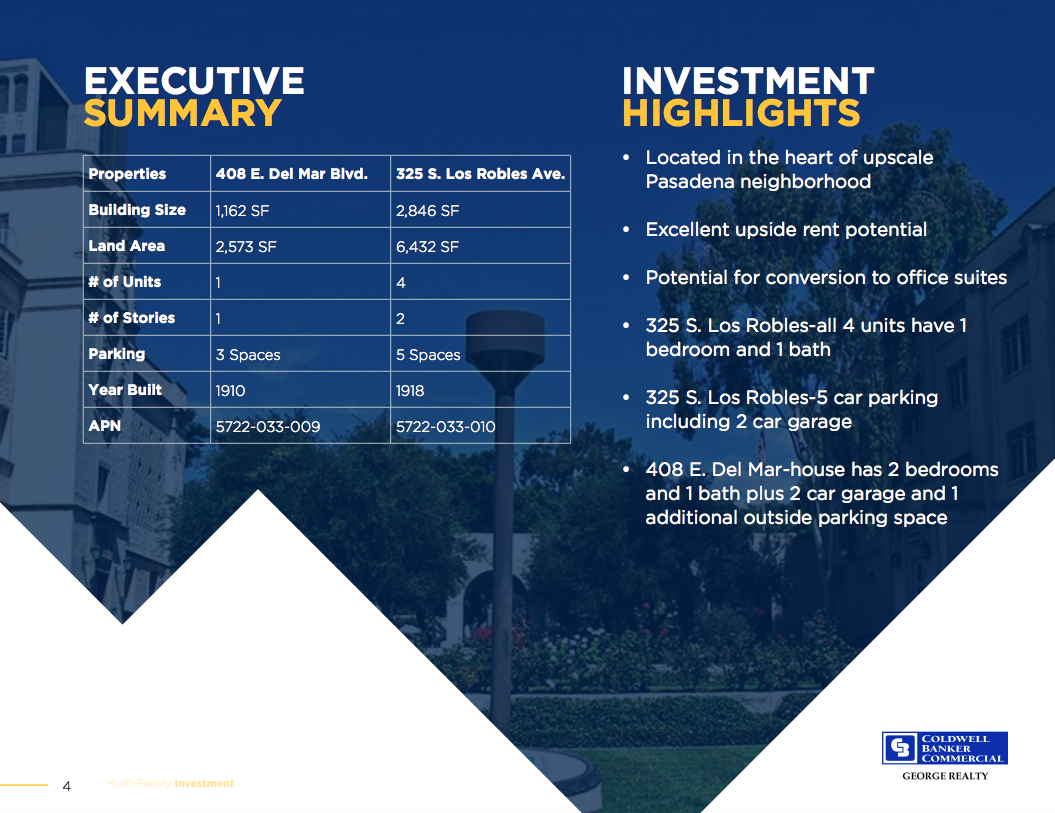 EXECUTIVE
SUMMARY
Properties 408 E. Del Mar Blvd. 325 S. Los Robles Ave.
Building Size 1,162 SF 2,846 SF
Land Area 2,573 SF 6,432 SF
# of Units 1 4
# of Stories 1 2
Parking 3 Spaces 5 Spaces
Year Built 1910 1918
APN 5722-033-009 5722-033-010
INVESTMENT
HIGHLIGHTS
• Located in the heart of upscale
Pasadena neighborhood
• Excellent upside rent potential
• Potential for conversion to office suites
• 325 S. Los Robles-all 4 units have 1
bedroom and 1 bath
• 325 S. Los Robles-5 car parking
including 2 car garage
• 408 E. Del Mar-house has 2 bedrooms
and 1 bath plus 2 car garage and 1
additional outside parking space
4 Multi-Family Investment
CB
COLDWELL
BANKER
COMMERCIAL
GEORGE REALTY